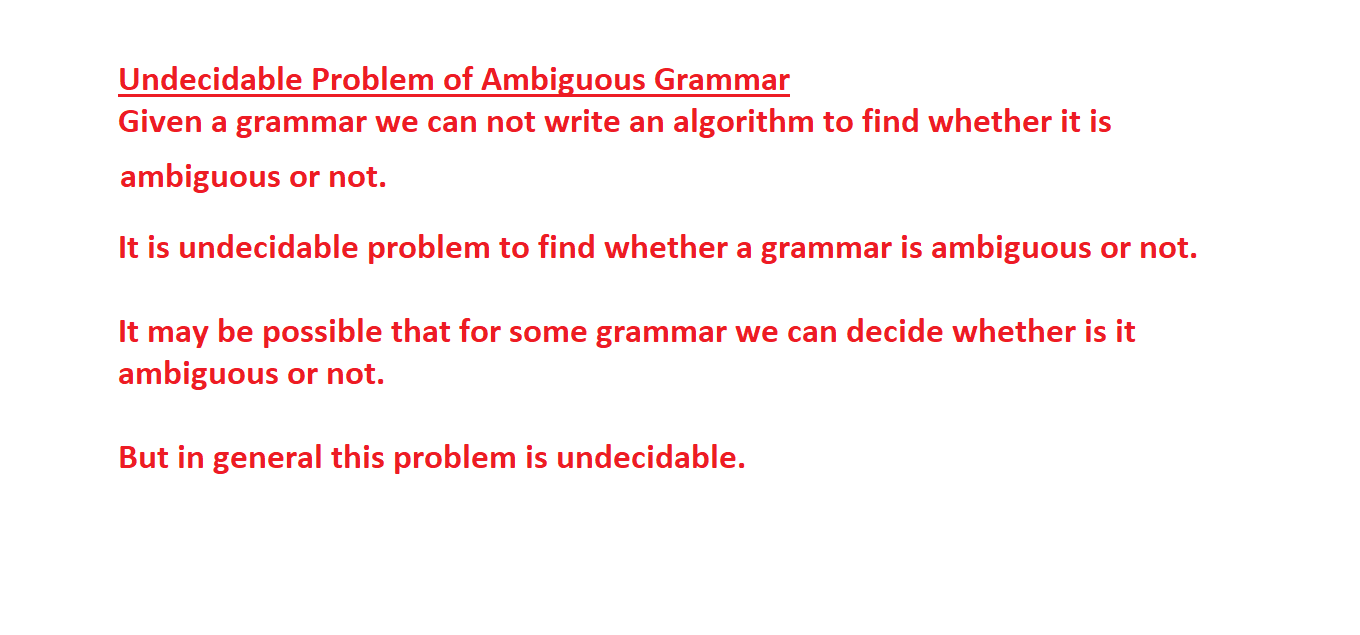 Undecidable Problem of Ambiguous Grammar
Given a grammar we can not write an algorithm to find whether it is
ambiguous or not.
It is undecidable problem to find whether a grammar is ambiguous or not.
It may be possible that for some grammar we can decide whether is it
ambiguous or not.
But in general this problem is undecidable.